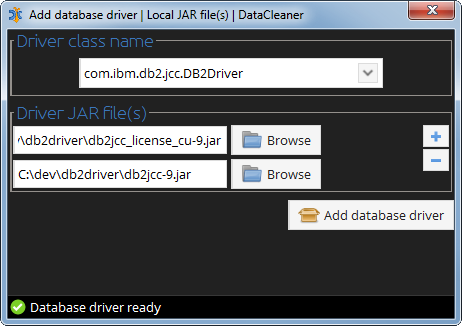 Add database driver | Local JAR file(s) | DataCleaner
Driver class name
com.ibm.db2.jcc.DB2Driver
Driver JAR file(s)
\db2driver\db2jcc_license_cu-9.jar Browse
C:\dev\db2driver\db2jcc-9.jar Browse
Add database driver
Database driver ready